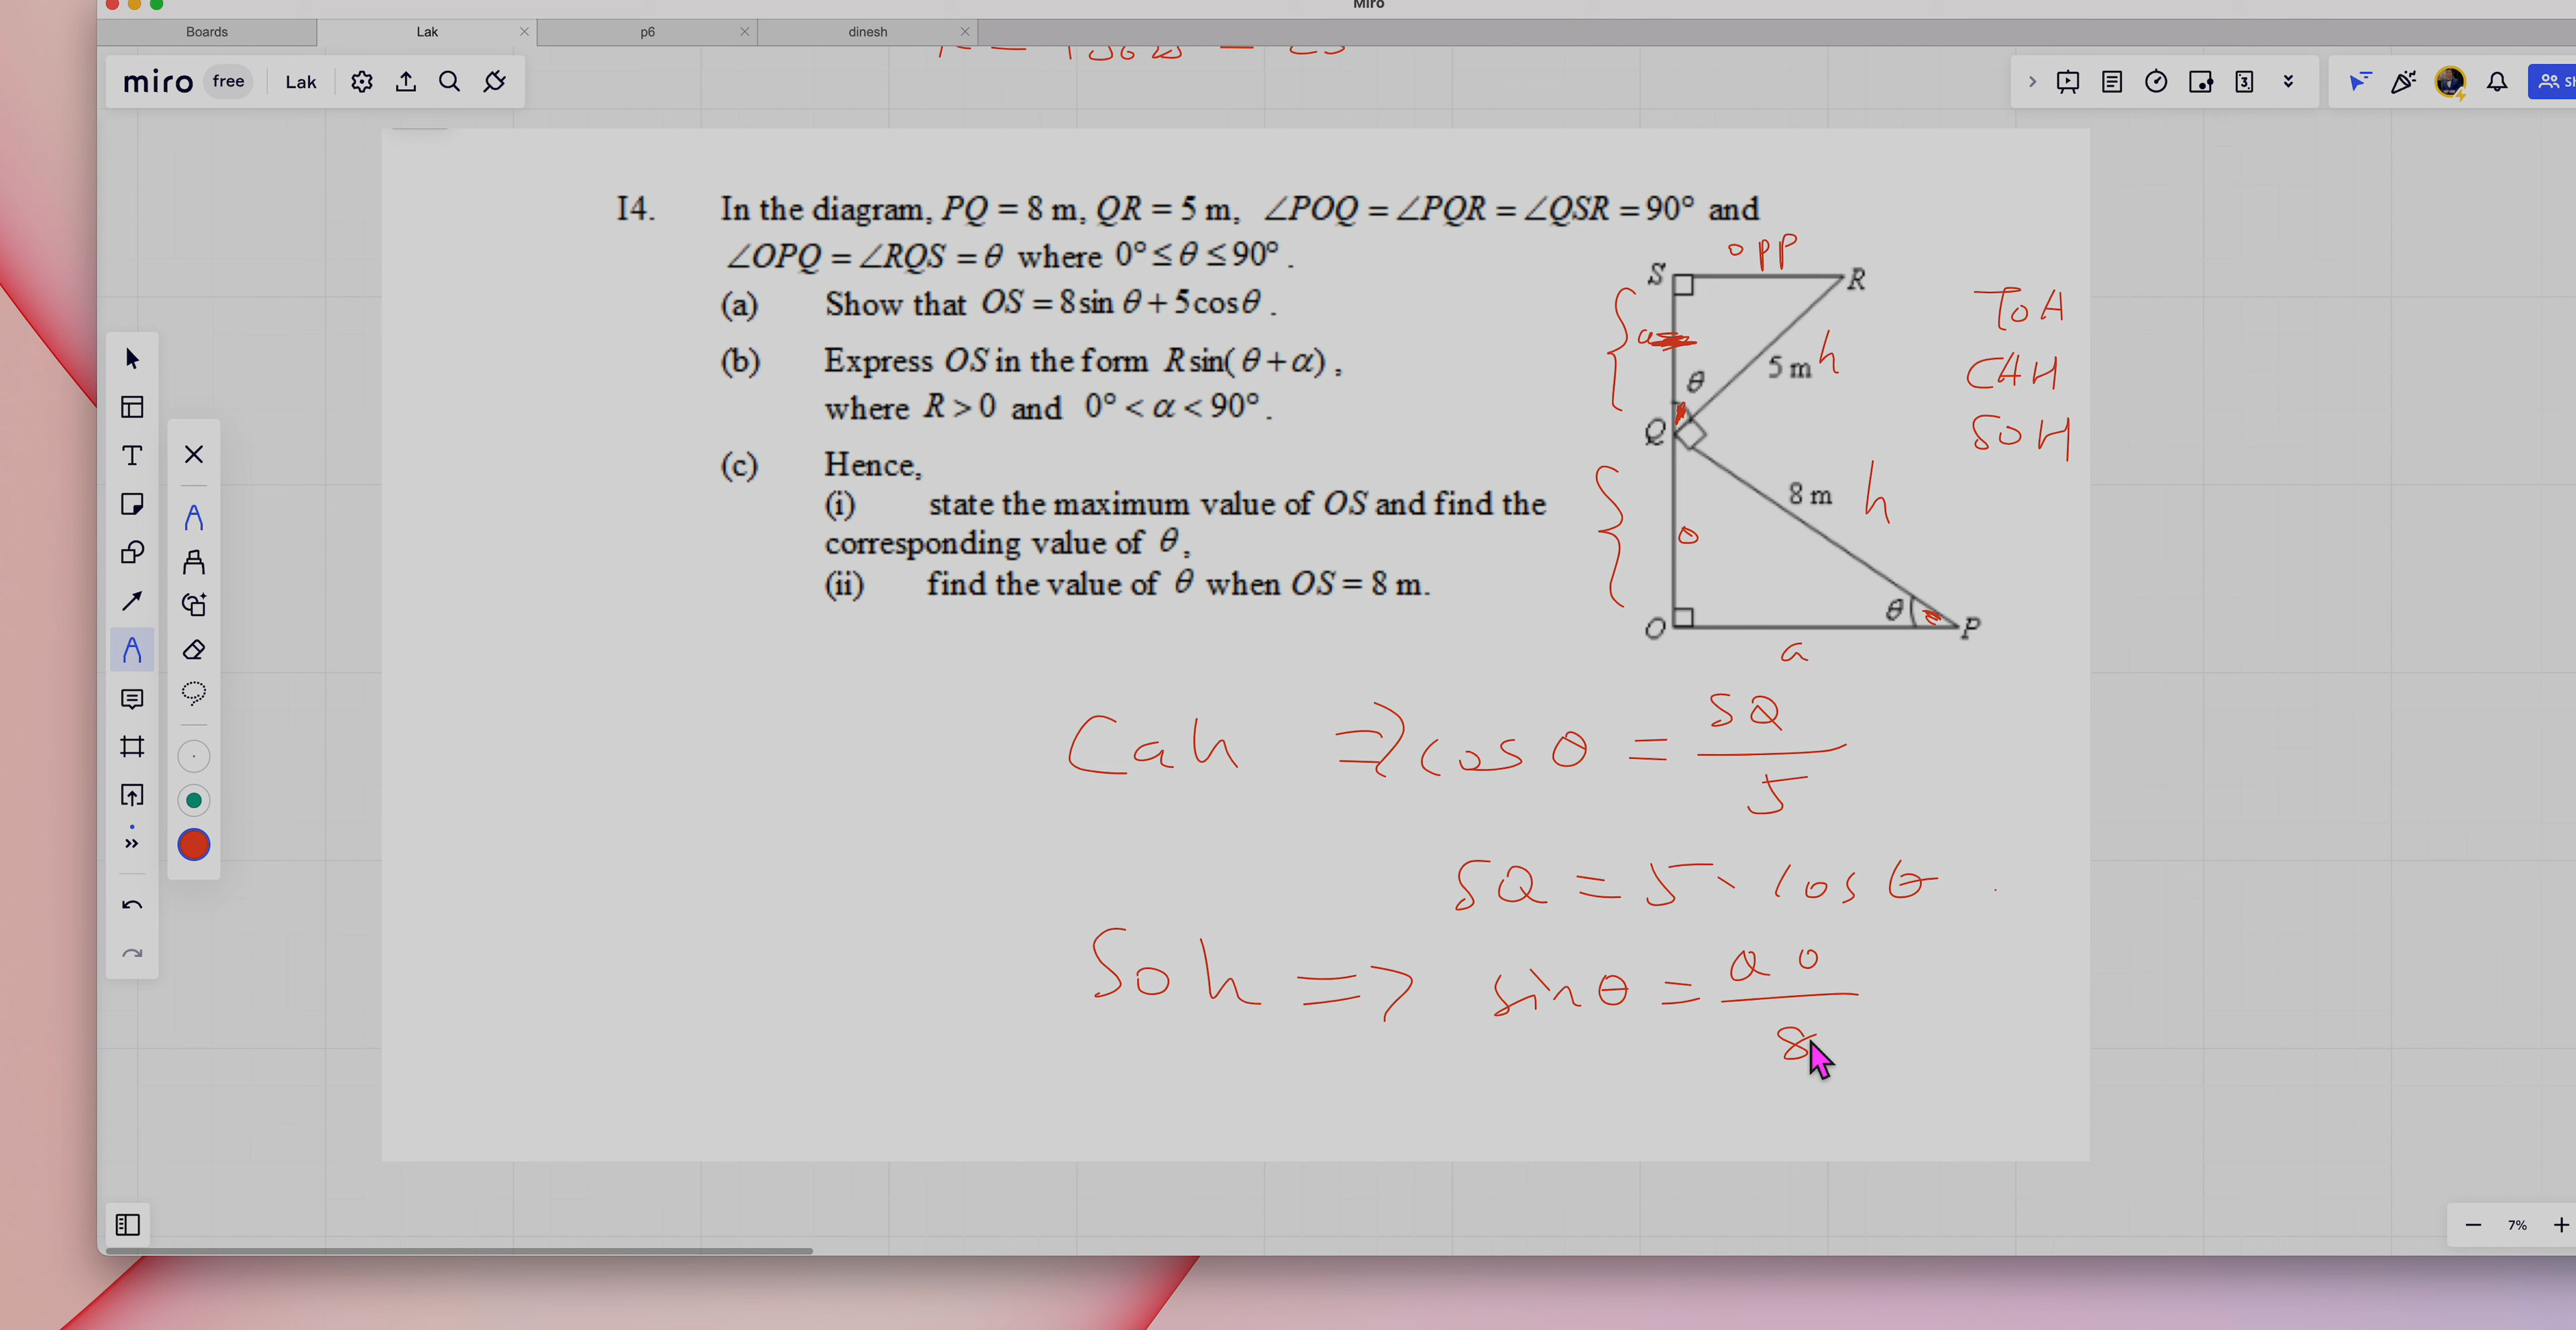 Miro
Boards Lak p6 dinesh
miro free Lak
I4. In the diagram, PQ = 8 m, QR = 5 m, ∠POQ = ∠PQR = ∠QSR = 90° and
∠OPQ = ∠RQS = θ where 0° ≤ θ ≤ 90°.
(a) Show that OS = 8 sin θ + 5 cos θ.
(b) Express OS in the form R sin( θ + α ),
where R > 0 and 0° < α < 90°.
(c) Hence,
(i) state the maximum value of OS and find the
corresponding value of θ,
(ii) find the value of θ when OS = 8 m.
opp
S R
a
5 m h
θ
Q
8 m h
o
θ
O P
a
TOA
CAH
SOH
Cah ⇒ cos θ = SQ / 5
SQ = 5 · cos θ
Soh => sin θ = QO / 8
7%